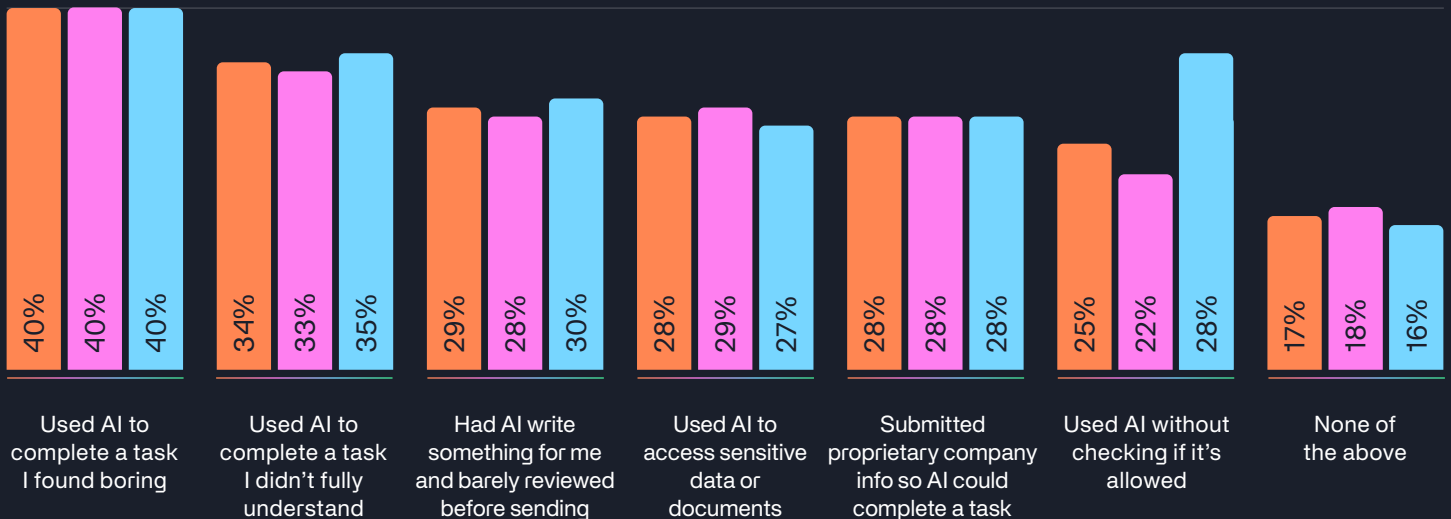 40%
40%
40%
34%
33%
35%
29%
28%
30%
28%
29%
27%
28%
28%
28%
25%
22%
28%
17%
18%
16%
Used AI to
complete a task
I found boring
Used AI to
complete a task
I didn't fully
understand
Had AI write
something for me
and barely reviewed
before sending
Used AI to
access sensitive
data or
documents
Submitted
proprietary company
info so AI could
complete a task
Used AI without
checking if it's
allowed
None of
the above